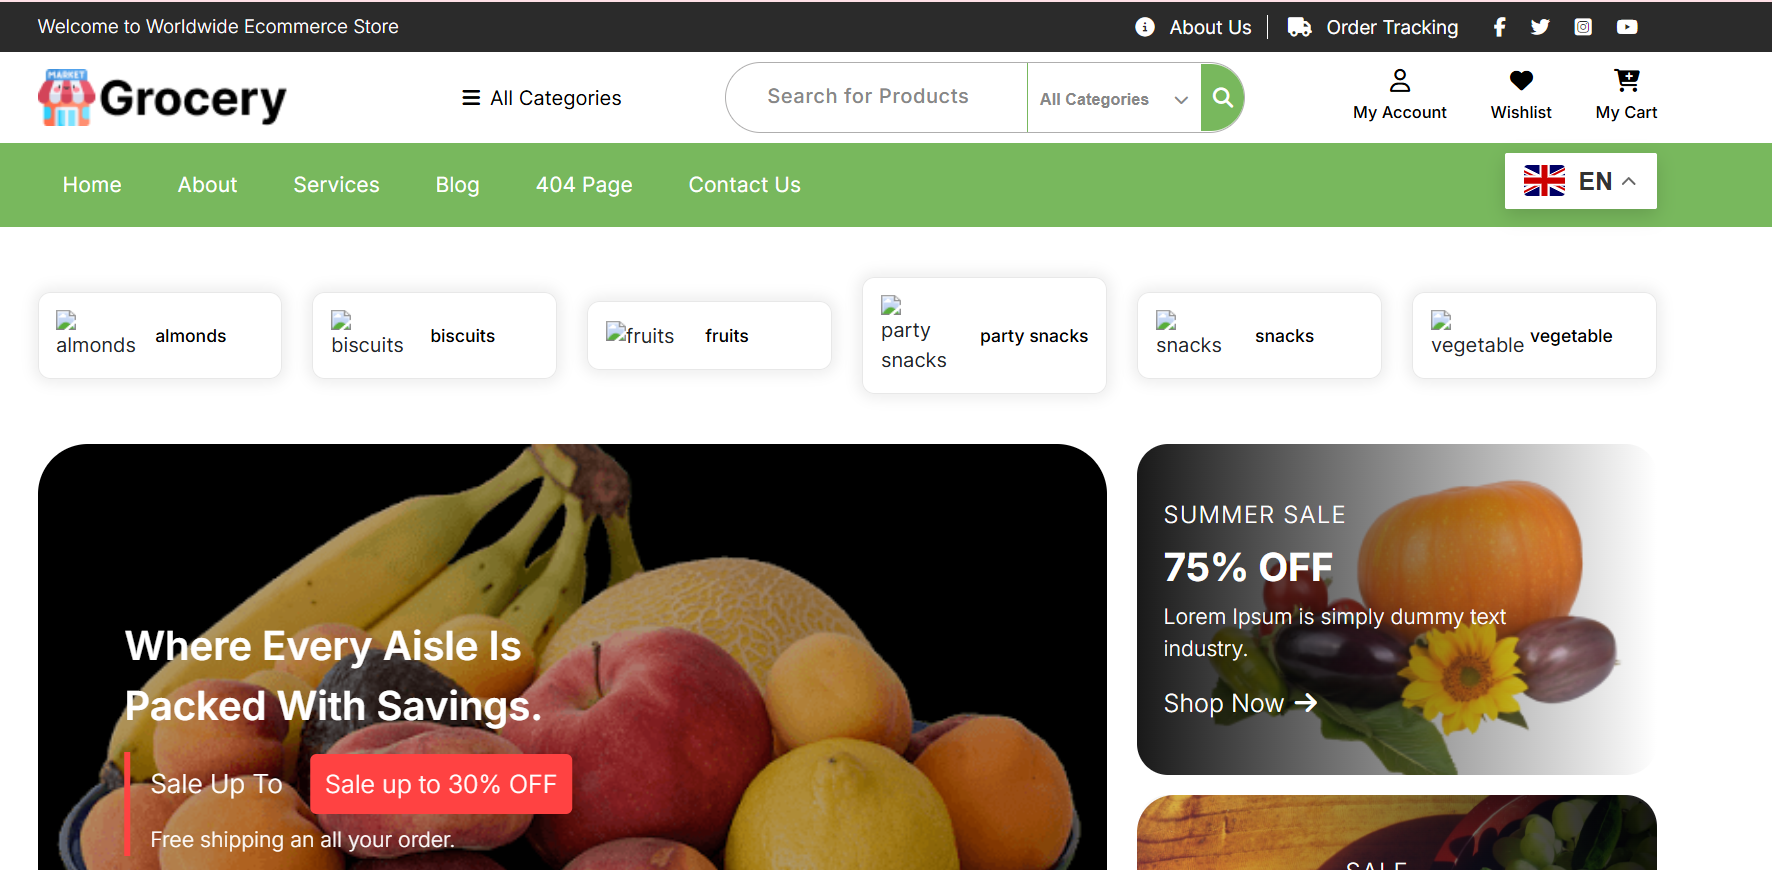 Welcome to Worldwide Ecommerce Store
About Us
Order Tracking
MARKET
Grocery
All Categories
Search for Products
All Categories
My Account
Wishlist
My Cart
Home
About
Services
Blog
404 Page
Contact Us
EN
almonds
almonds
biscuits
biscuits
fruits
fruits
party
snacks
party snacks
snacks
snacks
vegetable
vegetable
Where Every Aisle Is
Packed With Savings.
Sale Up To
Sale up to 30% OFF
Free shipping an all your order.
SUMMER SALE
75% OFF
Lorem Ipsum is simply dummy text
industry.
Shop Now
SALE